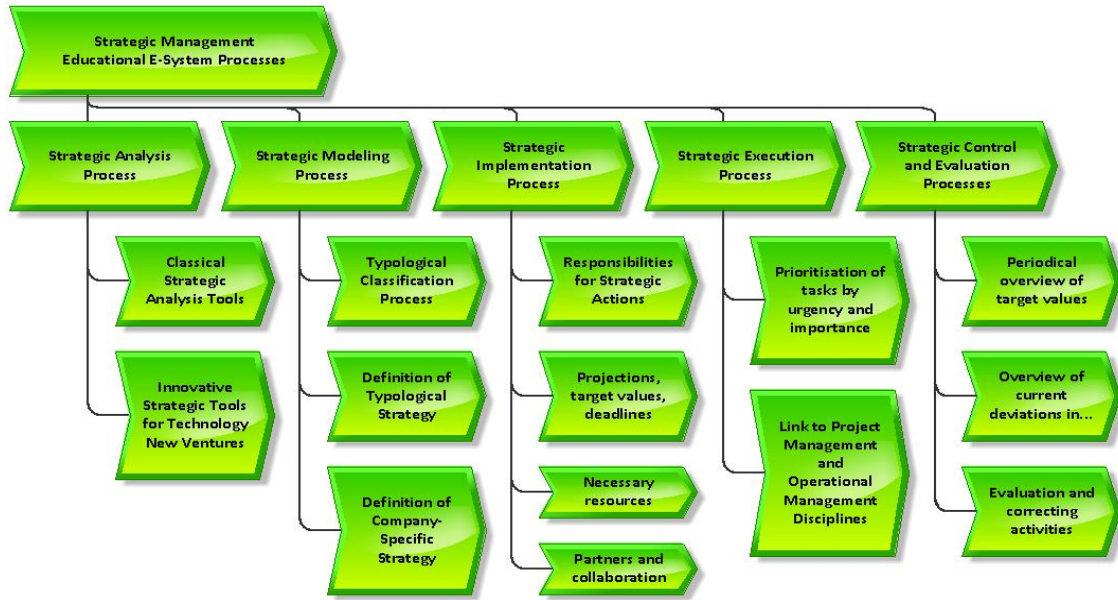 Strategic Management
Educational E-System Processes
Strategic Analysis
Process
Strategic Modeling
Process
Strategic
Implementation
Process
Strategic Execution
Process
Strategic Control
and Evaluation
Processes
Classical
Strategic
Analysis Tools
Innovative
Strategic Tools
for Technology
New Ventures
Typological
Classification
Process
Definition of
Typological
Strategy
Definition of
Company-
Specific
Strategy
Responsibilities
for Strategic
Actions
Projections,
target values,
deadlines
Necessary
resources
Partners and
collaboration
Prioritisation of
tasks by
urgency and
importance
Link to Project
Management
and
Operational
Management
Disciplines
Periodical
overview of
target values
Overview of
current
deviations in...
Evaluation and
correcting
activities